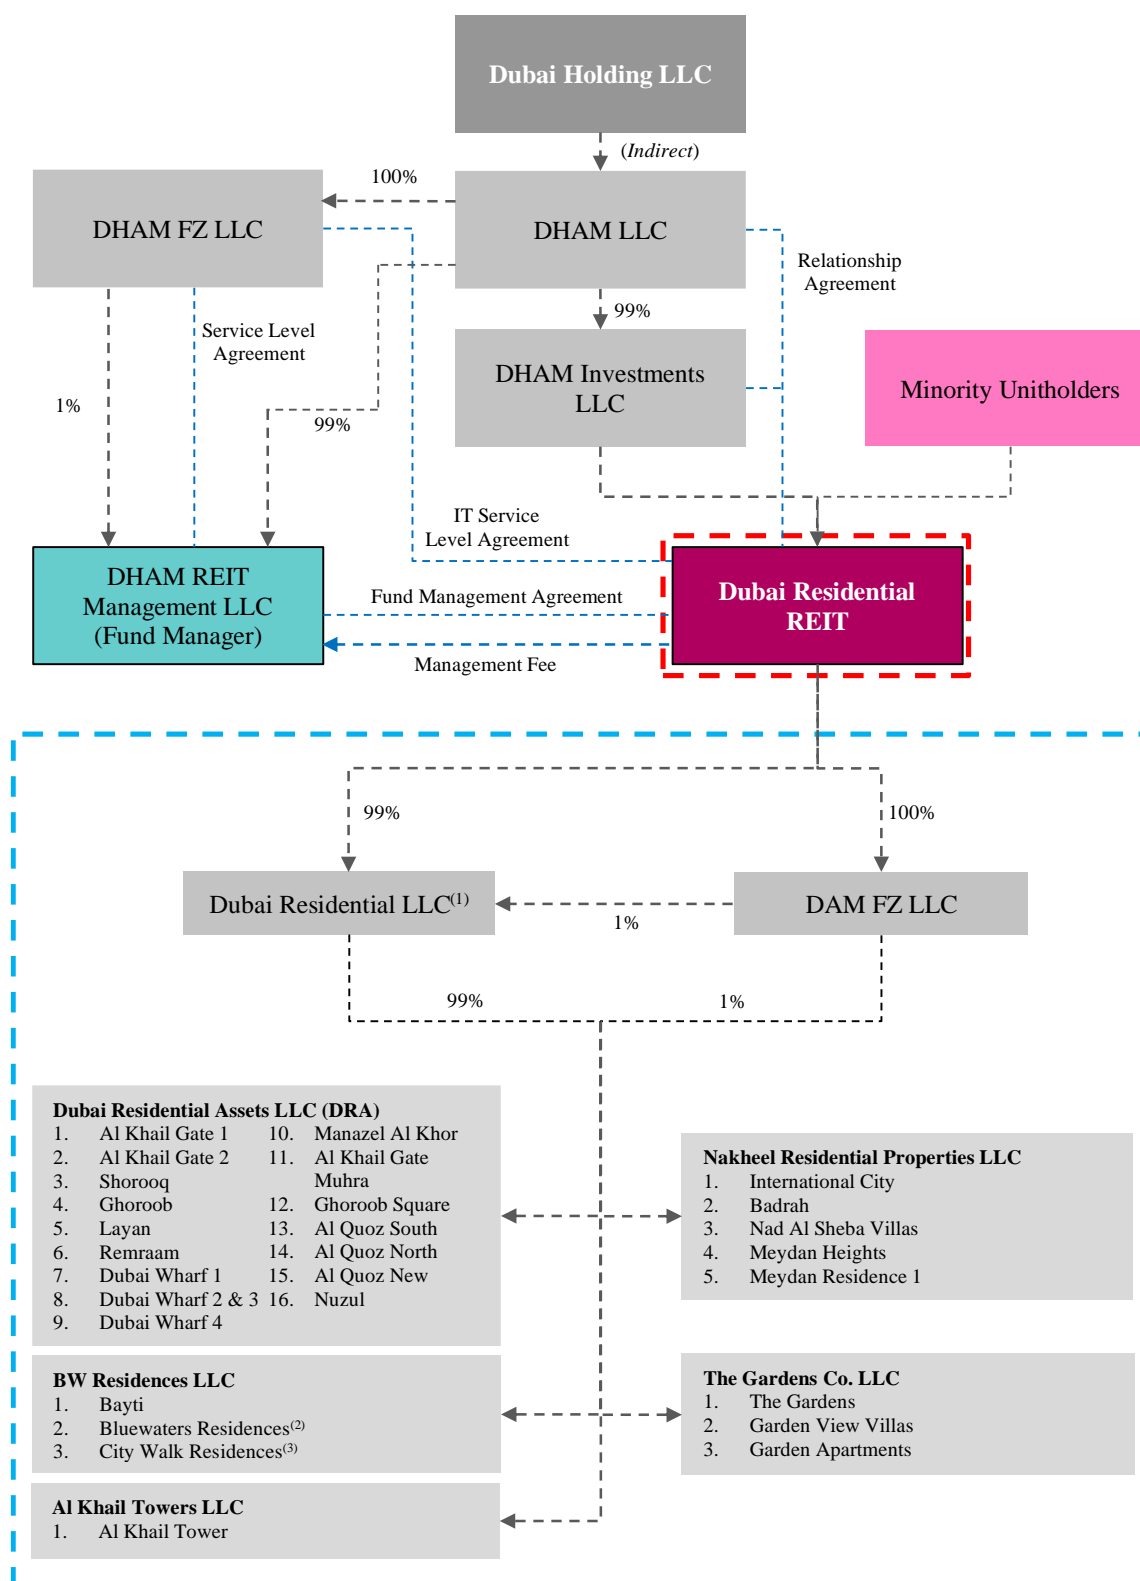 Dubai Holding LLC
(Indirect)
100%
DHAM FZ LLC
DHAM LLC
Relationship
Agreement
99%
Service Level
Agreement
DHAM Investments
LLC
Minority Unitholders
1%
99%
IT Service
Level Agreement
DHAM REIT
Management LLC
(Fund Manager)
Fund Management Agreement
Management Fee
Dubai Residential
REIT
99%
100%
Dubai Residential LLC(1)
1%
DAM FZ LLC
99%
1%
Dubai Residential Assets LLC (DRA)
1. Al Khail Gate 1
2. Al Khail Gate 2
3. Shorooq
4. Ghoroob
5. Layan
6. Remraam
7. Dubai Wharf 1
8. Dubai Wharf 2 & 3
9. Dubai Wharf 4
10. Manazel Al Khor
11. Al Khail Gate
Muhra
12. Ghoroob Square
13. Al Quoz South
14. Al Quoz North
15. Al Quoz New
16. Nuzul
Nakheel Residential Properties LLC
1. International City
2. Badrah
3. Nad Al Sheba Villas
4. Meydan Heights
5. Meydan Residence 1
BW Residences LLC
1. Bayti
2. Bluewaters Residences(2)
3. City Walk Residences(3)
The Gardens Co. LLC
1. The Gardens
2. Garden View Villas
3. Garden Apartments
Al Khail Towers LLC
1. Al Khail Tower